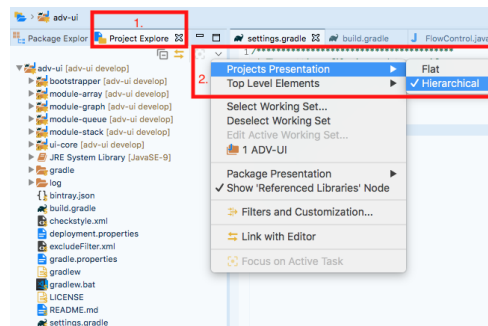 adv-ui
1.
Package Explor
Project Explore
settings.gradle
build.gradle
FlowControl.java
1/*
adv-ui [adv-ui develop]
bootstrapper [adv-ui develop]
module-array [adv-ui develop]
module-graph [adv-ui develop]
module-queue [adv-ui develop]
module-stack [adv-ui develop]
ui-core [adv-ui develop]
JRE System Library [JavaSE-9]
gradle
log
bintray.json
build.gradle
checkstyle.xml
deployment.properties
excludeFilter.xml
gradle.properties
gradlew
gradlew.bat
LICENSE
README.md
settings.gradle
2.
Projects Presentation
Top Level Elements
Select Working Set...
Deselect Working Set
Edit Active Working Set...
1 ADV-UI
Package Presentation
Show 'Referenced Libraries' Node
Filters and Customization...
Link with Editor
Focus on Active Task
Flat
Hierarchical